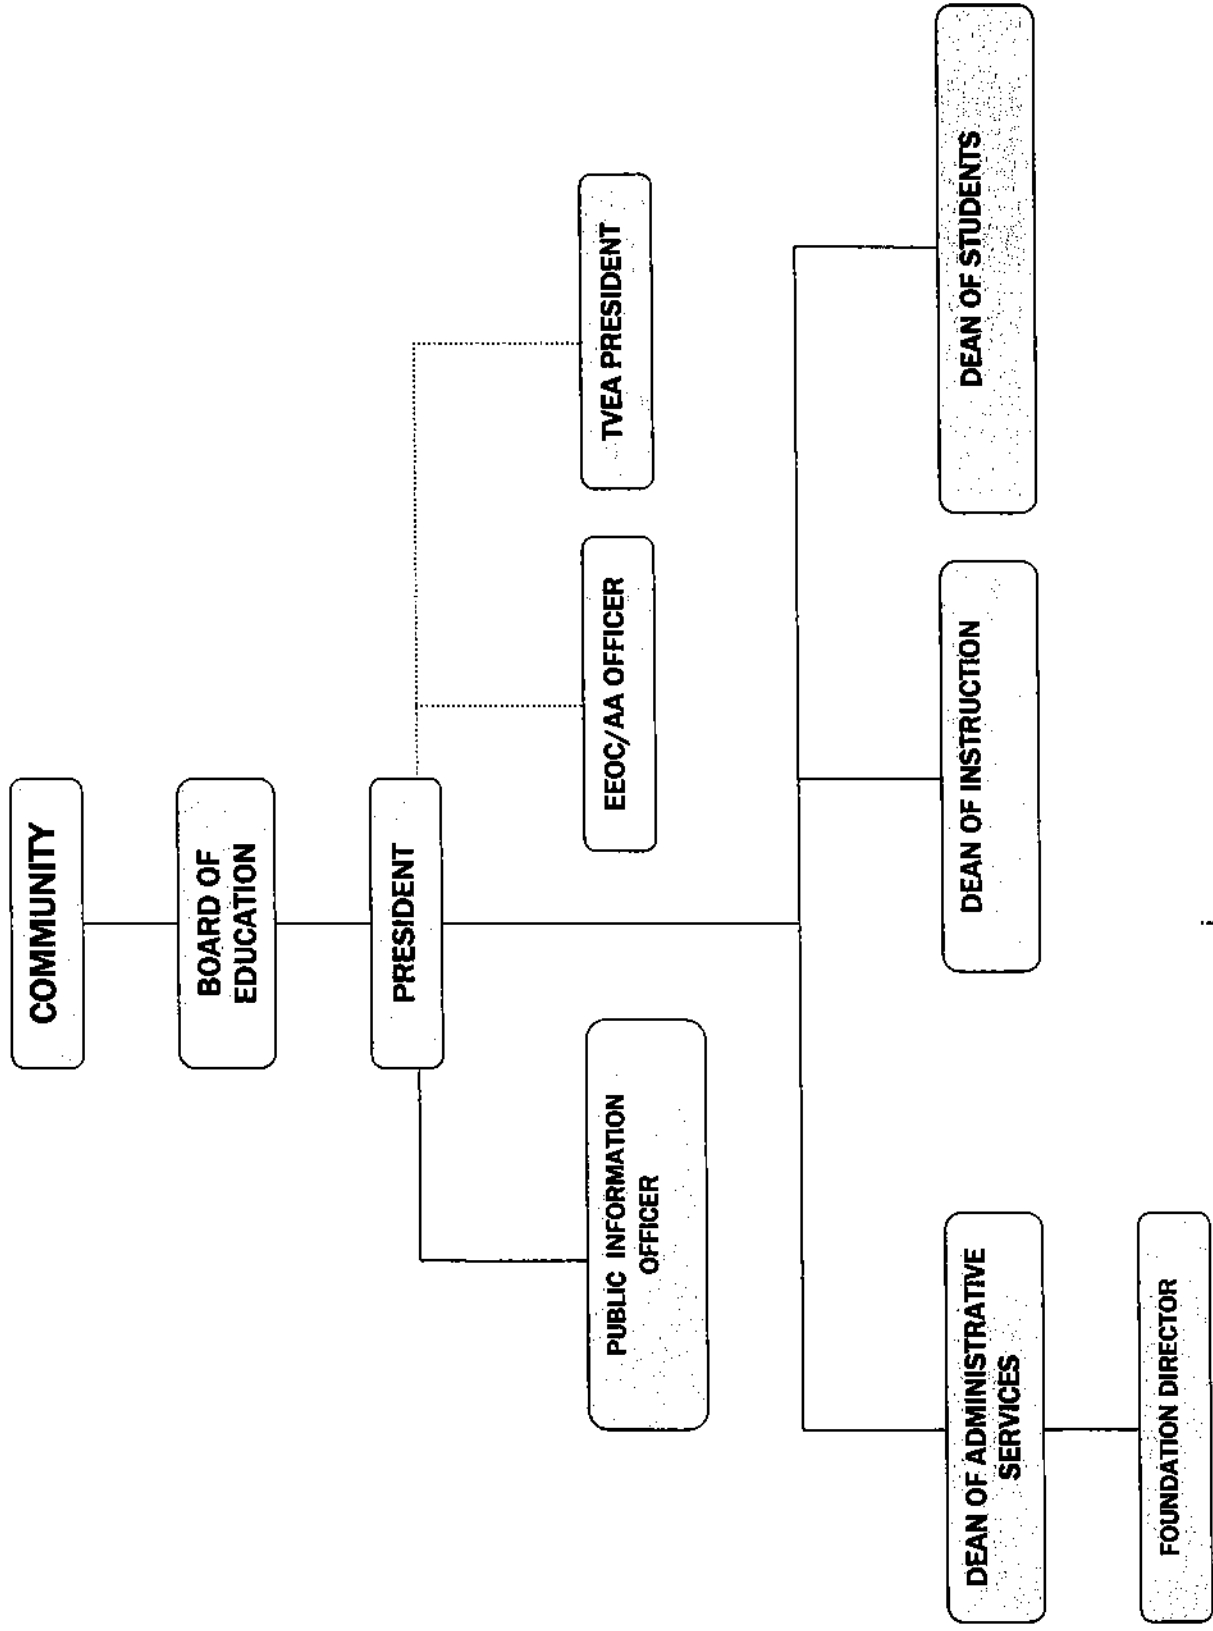 COMMUNITY
BOARD OF
EDUCATION
PRESIDENT
PUBLIC INFORMATION
OFFICER
EEOC/AA OFFICER
TVEA PRESIDENT
DEAN OF ADMINISTRATIVE
SERVICES
DEAN OF INSTRUCTION
DEAN OF STUDENTS
FOUNDATION DIRECTOR